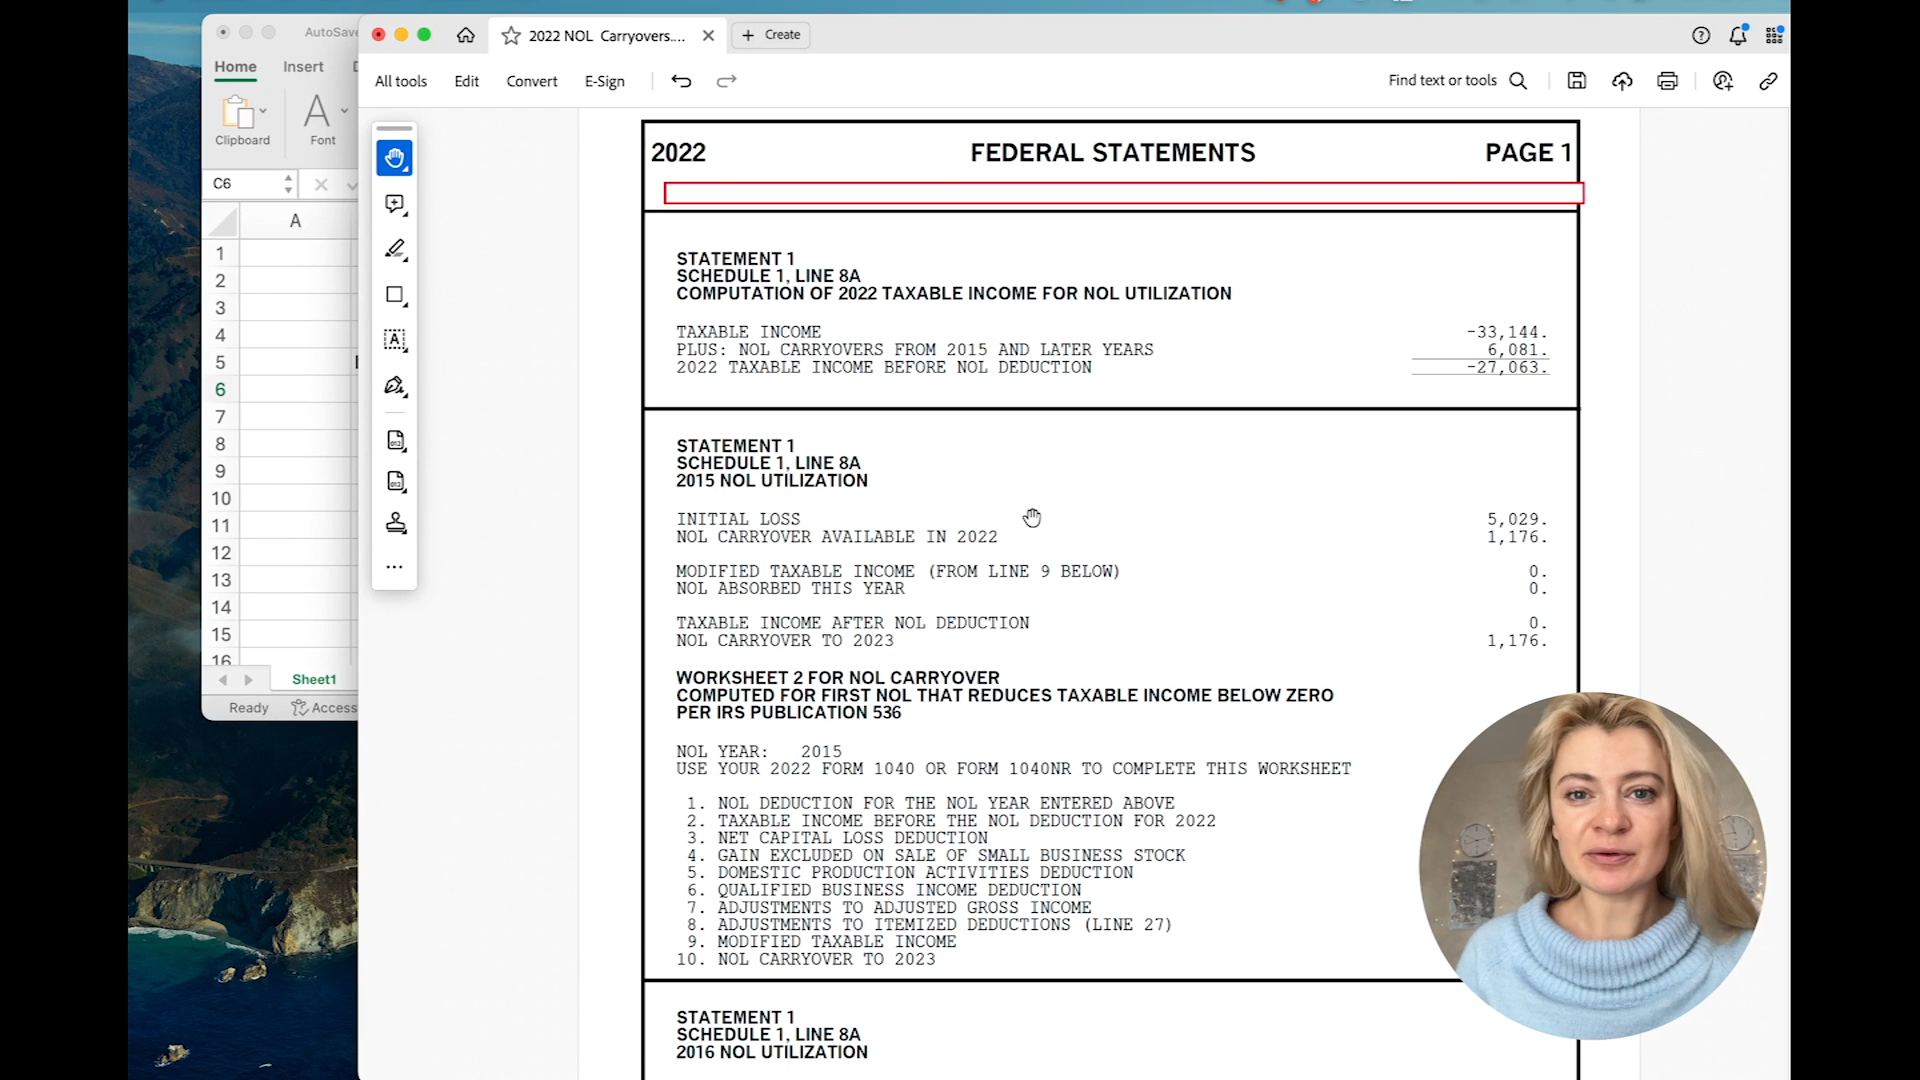 AutoSave
2022 NOL Carryovers....
Create
Home
Insert
All tools
Edit
Convert
E-Sign
Find text or tools
Clipboard
Font
C6
A
1
2
3
4
5
6
7
8
9
10
11
12
13
14
15
16
Sheet1
Ready
Access
2022
FEDERAL STATEMENTS
PAGE 1
STATEMENT 1
SCHEDULE 1, LINE 8A
COMPUTATION OF 2022 TAXABLE INCOME FOR NOL UTILIZATION
TAXABLE INCOME -33,144.
PLUS: NOL CARRYOVERS FROM 2015 AND LATER YEARS 6,081.
2022 TAXABLE INCOME BEFORE NOL DEDUCTION -27,063.
STATEMENT 1
SCHEDULE 1, LINE 8A
2015 NOL UTILIZATION
INITIAL LOSS 5,029.
NOL CARRYOVER AVAILABLE IN 2022 1,176.
MODIFIED TAXABLE INCOME (FROM LINE 9 BELOW) 0.
NOL ABSORBED THIS YEAR 0.
TAXABLE INCOME AFTER NOL DEDUCTION 0.
NOL CARRYOVER TO 2023 1,176.
WORKSHEET 2 FOR NOL CARRYOVER
COMPUTED FOR FIRST NOL THAT REDUCES TAXABLE INCOME BELOW ZERO
PER IRS PUBLICATION 536
NOL YEAR: 2015
USE YOUR 2022 FORM 1040 OR FORM 1040NR TO COMPLETE THIS WORKSHEET
1. NOL DEDUCTION FOR THE NOL YEAR ENTERED ABOVE
2. TAXABLE INCOME BEFORE THE NOL DEDUCTION FOR 2022
3. NET CAPITAL LOSS DEDUCTION
4. GAIN EXCLUDED ON SALE OF SMALL BUSINESS STOCK
5. DOMESTIC PRODUCTION ACTIVITIES DEDUCTION
6. QUALIFIED BUSINESS INCOME DEDUCTION
7. ADJUSTMENTS TO ADJUSTED GROSS INCOME
8. ADJUSTMENTS TO ITEMIZED DEDUCTIONS (LINE 27)
9. MODIFIED TAXABLE INCOME
10. NOL CARRYOVER TO 2023
STATEMENT 1
SCHEDULE 1, LINE 8A
2016 NOL UTILIZATION